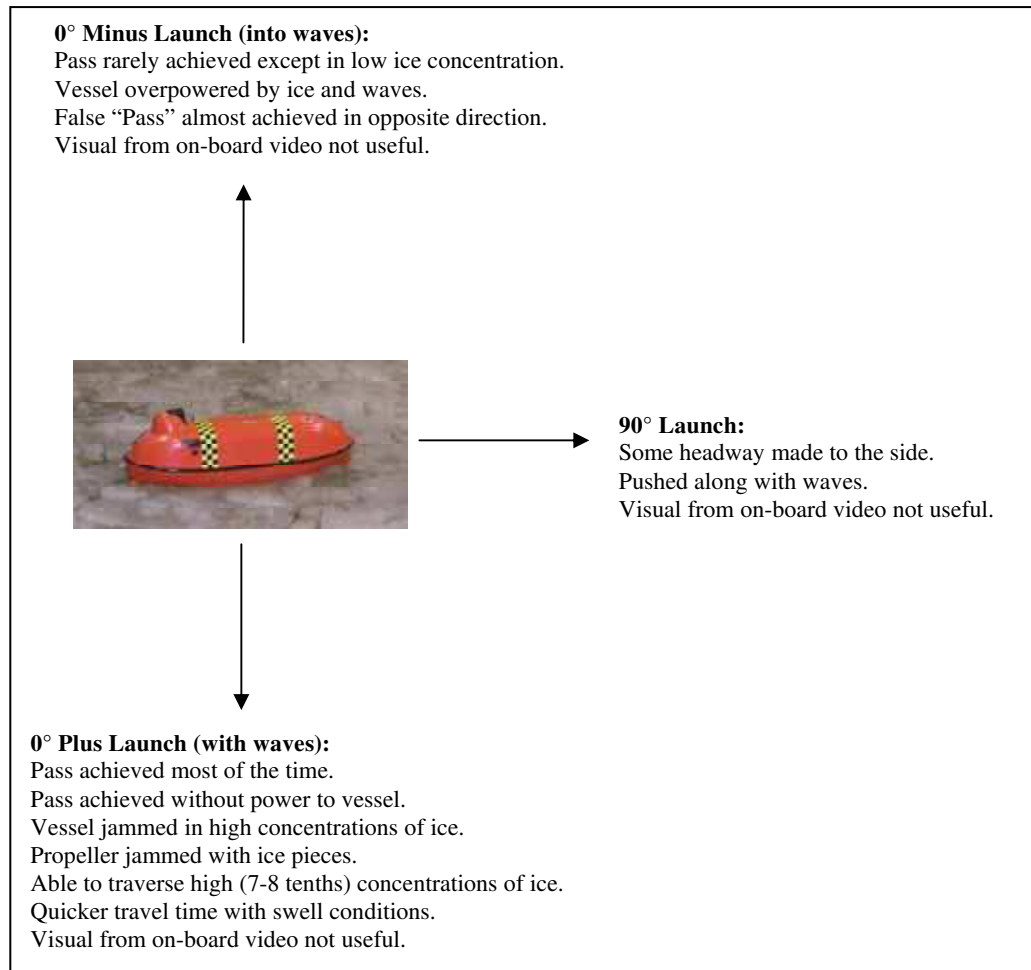 0° Minus Launch (into waves):
Pass rarely achieved except in low ice concentration.
Vessel overpowered by ice and waves.
False “Pass” almost achieved in opposite direction.
Visual from on-board video not useful.
90° Launch:
Some headway made to the side.
Pushed along with waves.
Visual from on-board video not useful.
0° Plus Launch (with waves):
Pass achieved most of the time.
Pass achieved without power to vessel.
Vessel jammed in high concentrations of ice.
Propeller jammed with ice pieces.
Able to traverse high (7-8 tenths) concentrations of ice.
Quicker travel time with swell conditions.
Visual from on-board video not useful.